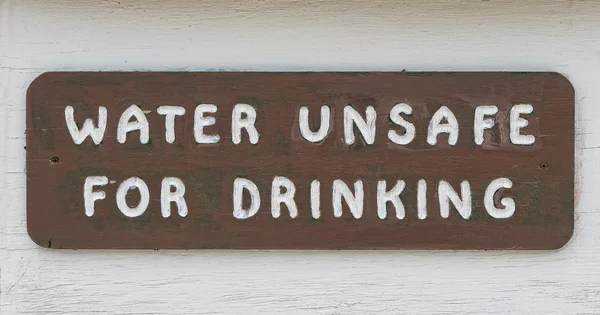 WATER UNSAFE
FOR DRINKING